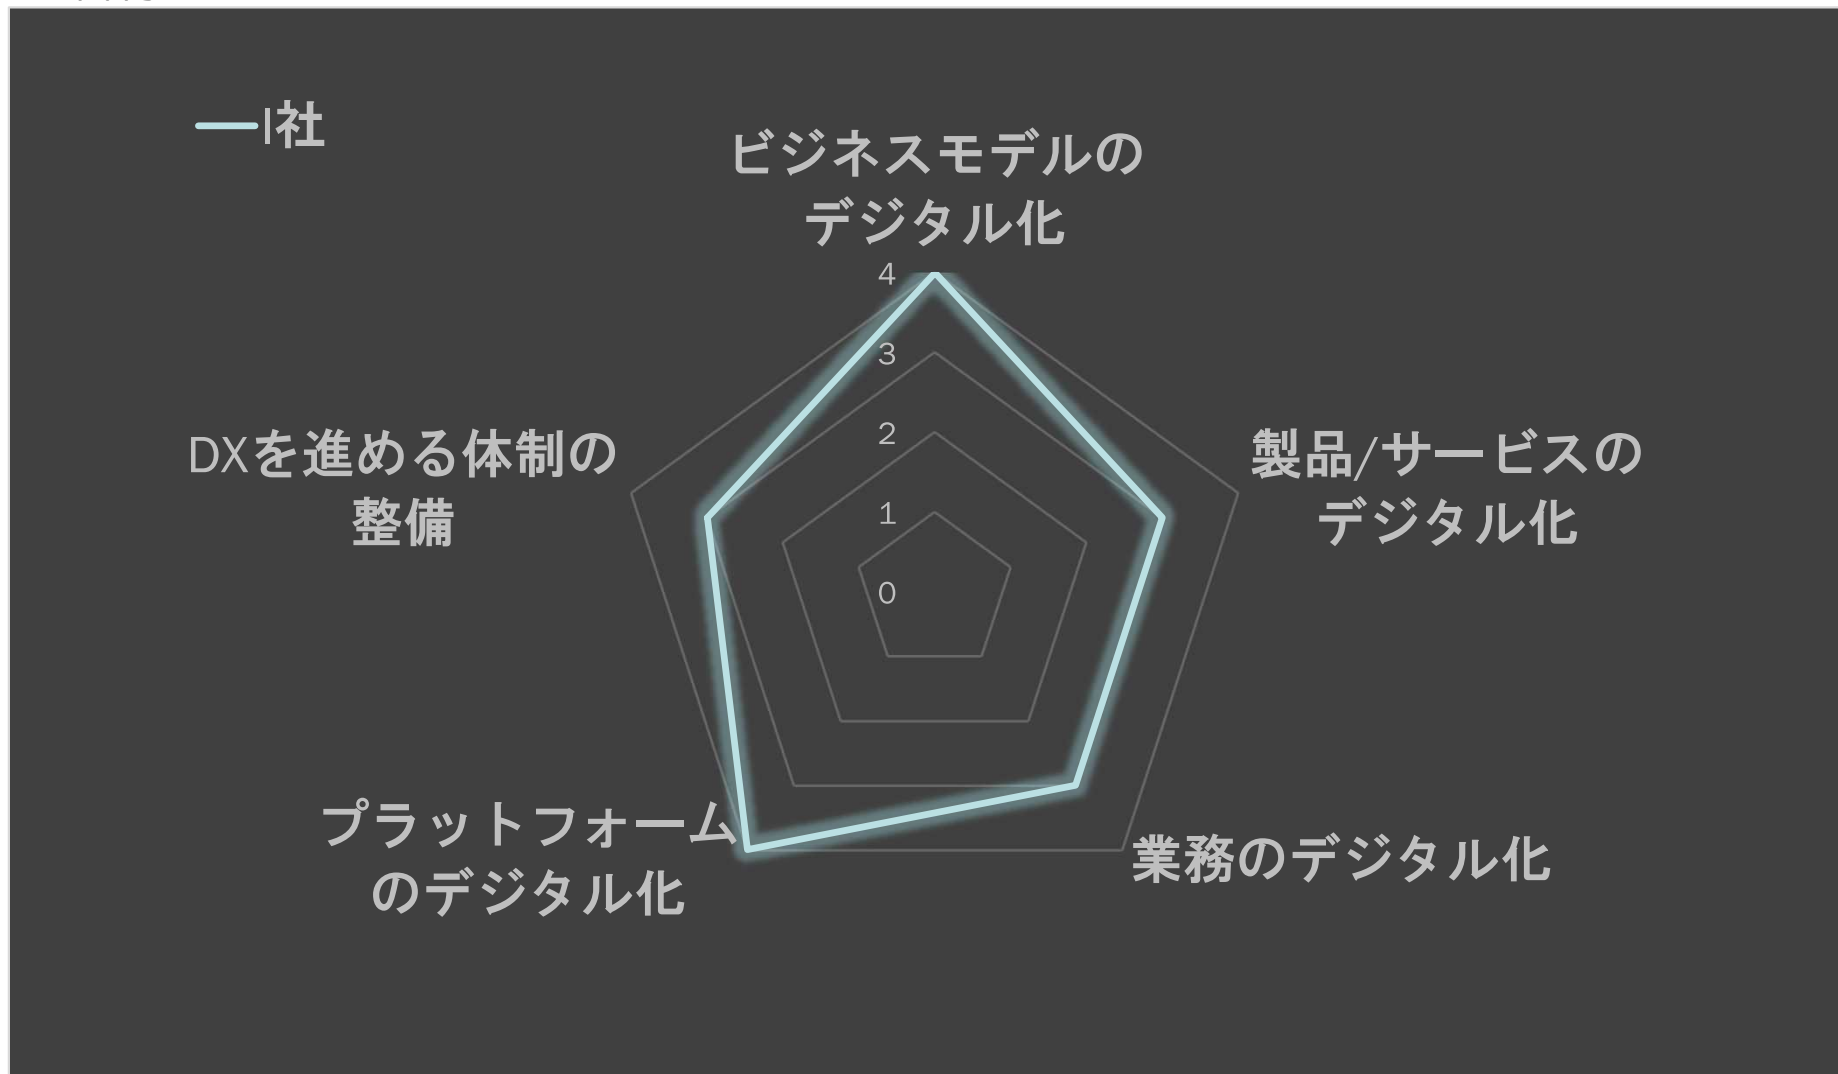 I社
ビジネスモデルの
デジタル化
4
3
2
1
0
製品/サービスの
デジタル化
業務のデジタル化
プラットフォーム
のデジタル化
DXを進める体制の
整備